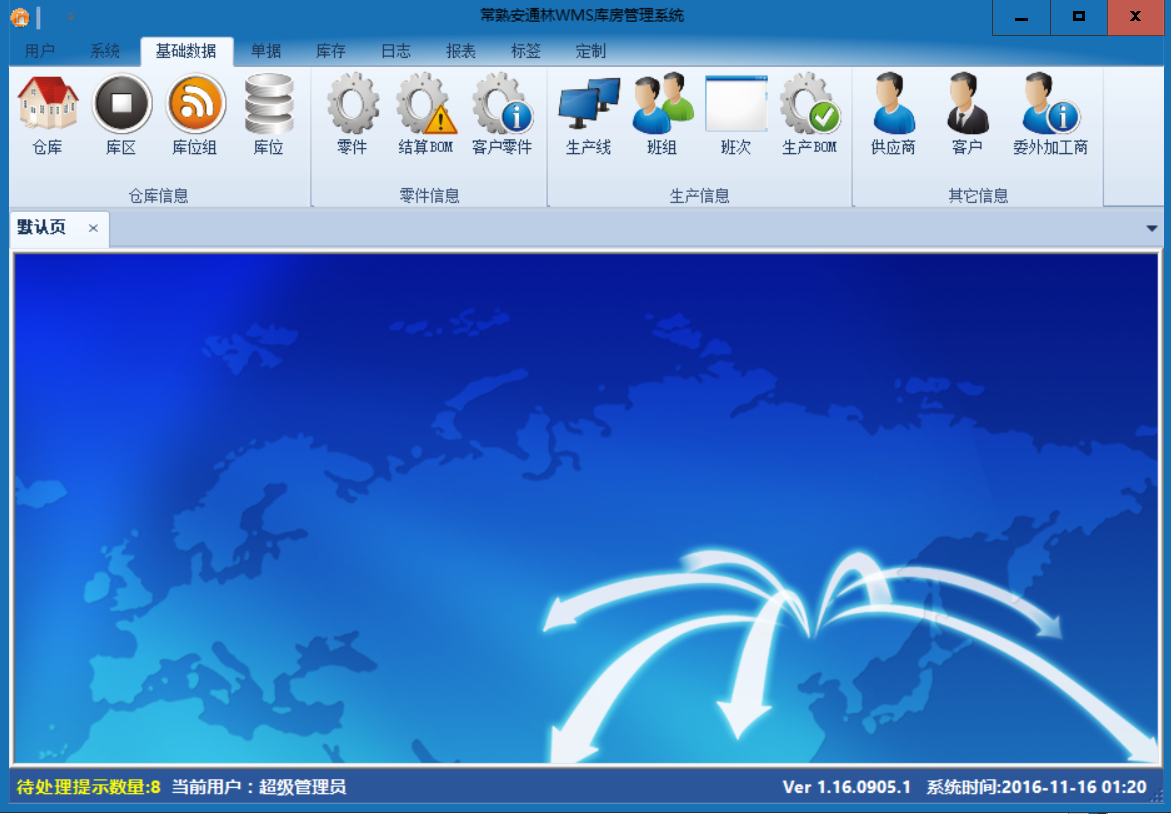 常熟安通林WMS库房管理系统
用户 系统 基础数据 单据 库存 日志 报表 标签 定制
仓库 库区 库位组 库位 零件 结算BOM 客户零件 生产线 班组 班次 生产BOM 供应商 客户 委外加工商
仓库信息 零件信息 生产信息 其它信息
默认页
待处理提示数量:8 当前用户：超级管理员 Ver 1.16.0905.1 系统时间:2016-11-16 01:20